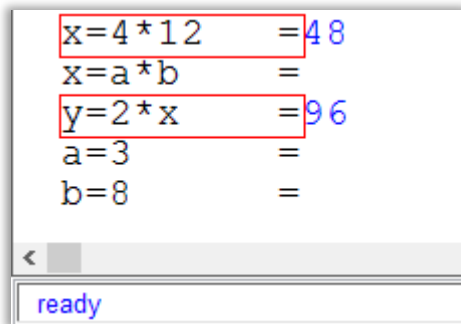 x=4*12 =48
x=a*b =
y=2*x =96
a=3 =
b=8 =
ready